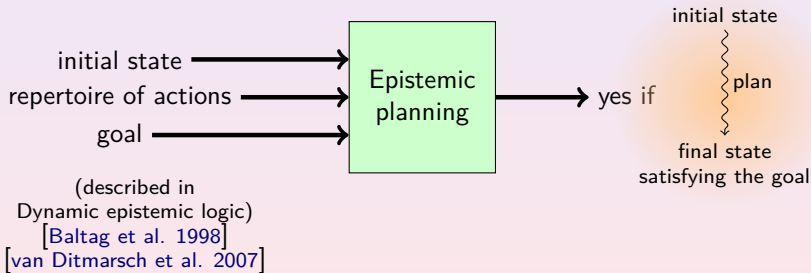 initial state
repertoire of actions
goal
(described in
Dynamic epistemic logic)
[Baltag et al. 1998]
[van Ditmarsch et al. 2007]
Epistemic
planning
yes if
initial state
plan
final state
satisfying the goal